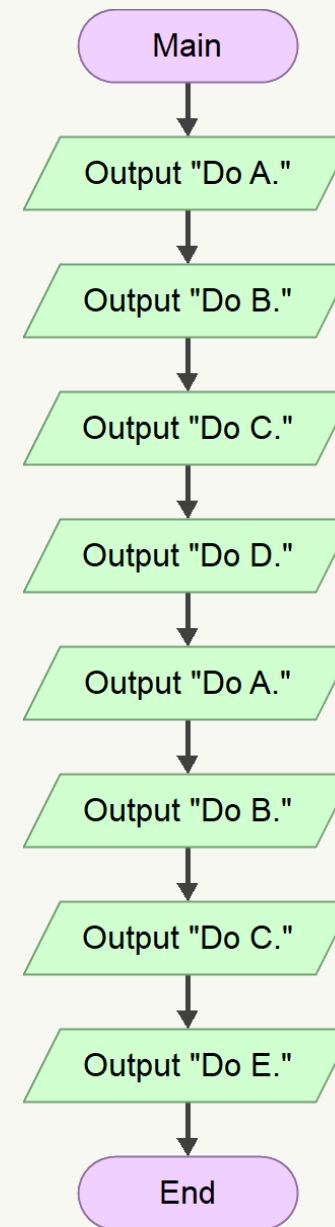 Main
Output "Do A."
Output "Do B."
Output "Do C."
Output "Do D."
Output "Do A."
Output "Do B."
Output "Do C."
Output "Do E."
End